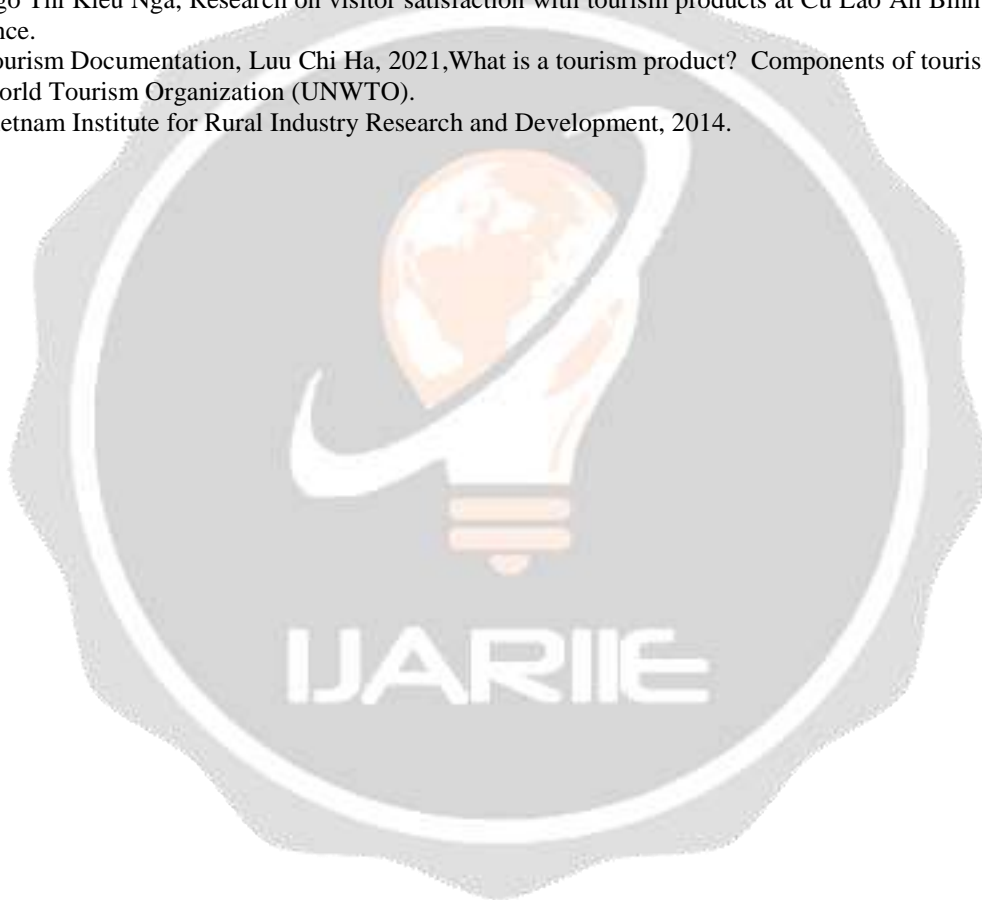 go Thi Kieu Nga, Research on visitor satisfaction with tourism products at Cu Lao An Binh
nce.
ourism Documentation, Luu Chi Ha, 2021,What is a tourism product? Components of touris
orld Tourism Organization (UNWTO).
etnam Institute for Rural Industry Research and Development, 2014.
IJARIIE